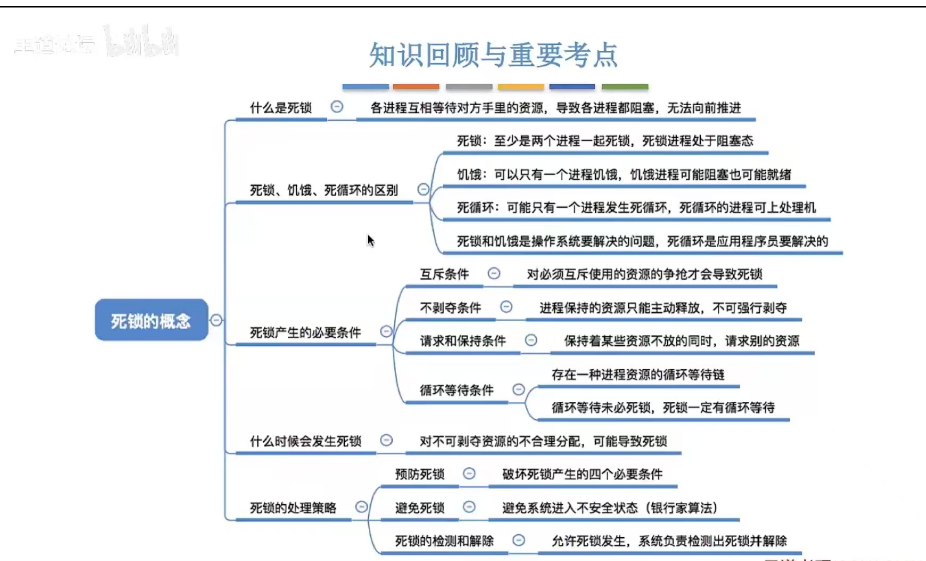 王道论坛 bilibili
知识回顾与重要考点
什么是死锁
各进程互相等待对方手里的资源，导致各进程都阻塞，无法向前推进
死锁、饥饿、死循环的区别
死锁：至少是两个进程一起死锁，死锁进程处于阻塞态
饥饿：可以只有一个进程饥饿，饥饿进程可能阻塞也可能就绪
死循环：可能只有一个进程发生死循环，死循环的进程可上处理机
死锁和饥饿是操作系统要解决的问题，死循环是应用程序员要解决的
死锁的概念
死锁产生的必要条件
互斥条件
对必须互斥使用的资源的争抢才会导致死锁
不剥夺条件
进程保持的资源只能主动释放，不可强行剥夺
请求和保持条件
保持着某些资源不放的同时，请求别的资源
循环等待条件
存在一种进程资源的循环等待链
循环等待未必死锁，死锁一定有循环等待
什么时候会发生死锁
对不可剥夺资源的不合理分配，可能导致死锁
死锁的处理策略
预防死锁
破坏死锁产生的四个必要条件
避免死锁
避免系统进入不安全状态（银行家算法）
死锁的检测和解除
允许死锁发生，系统负责检测出死锁并解除